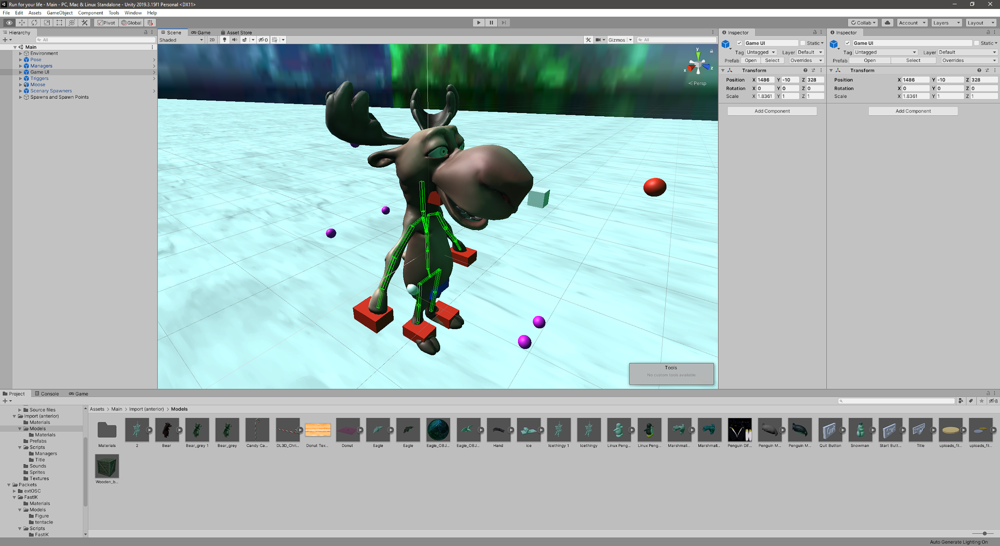 Run for your life - Main - PC, Mac & Linux Standalone - Unity 2019.3.15f1 Personal <DX11>
File Edit Assets GameObject Component Tools Window Help
Pivot Global Collab Account Layers Layout
Hierarchy
All
Main
Environment
Pose
Managers
Game UI
Triggers
Moose
Scenary Spawners
Spawns and Spawn Points
Scene Game Asset Store
Shaded 2D 0 Gizmos All
y
x
z
Persp
Tools
No custom tools available
Inspector
Game UI Static
Tag Untagged Layer Default
Prefab Open Select Overrides
Transform
Position X 1486 Y -10 Z 328
Rotation X 0 Y 0 Z 0
Scale X 1.8361 Y 1 Z 1
Add Component
Inspector
Game UI Static
Tag Untagged Layer Default
Prefab Open Select Overrides
Transform
Position X 1486 Y -10 Z 328
Rotation X 0 Y 0 Z 0
Scale X 1.8361 Y 1 Z 1
Add Component
Project Console Game
8
Source files
Import (anterior)
Materials
Models
Materials
Prefabs
Scripts
Managers
Title
Sounds
Sprites
Textures
Packets
extOSC
FastIK
Materials
Models
Figure
tentacle
Scripts
FastIK
Assets > Main > Import (anterior) > Models
Materials 2 Bear Bear_grey 1 Bear_grey Candy Ca... DL3D_Chri... Donut Tex... Donut Eagle Eagle Eagle_OBJ... Eagle_OBJ... Hand ice Icethingy 1 Icethingy Linux Peng... Linux Peng... Marshmall... Marshmall... Penguin Dif... Penguin M... Penguin M... Quit Button Snowman Start Butt... Title uploads_fil... uploads_fil...
Wooden_b...
Auto Generate Lighting On